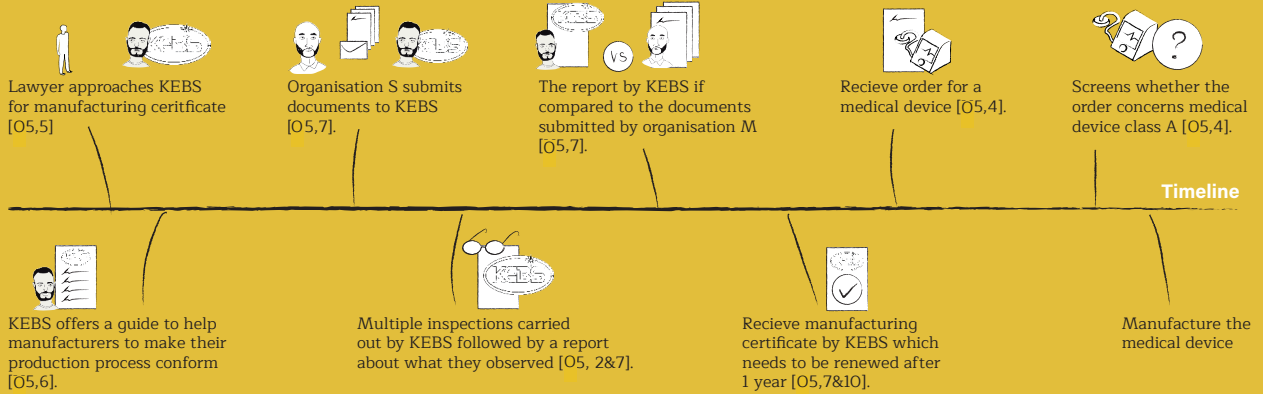 KEBS
KEBS
KEBS
VS
?
Lawyer approaches KEBS
for manufacturing ceritficate
[O5,5]
Organisation S submits
documents to KEBS
[O5,7].
The report by KEBS if
compared to the documents
submitted by organisation M
[O5,7].
Recieve order for a
medical device [O5,4].
Screens whether the
order concerns medical
device class A [O5,4].
Timeline
KEBS
KEBS offers a guide to help
manufacturers to make their
production process conform
[O5,6].
Multiple inspections carried
out by KEBS followed by a report
about what they observed [O5, 2&7].
Recieve manufacturing
certificate by KEBS which
needs to be renewed after
1 year [O5,7&10].
Manufacture the
medical device